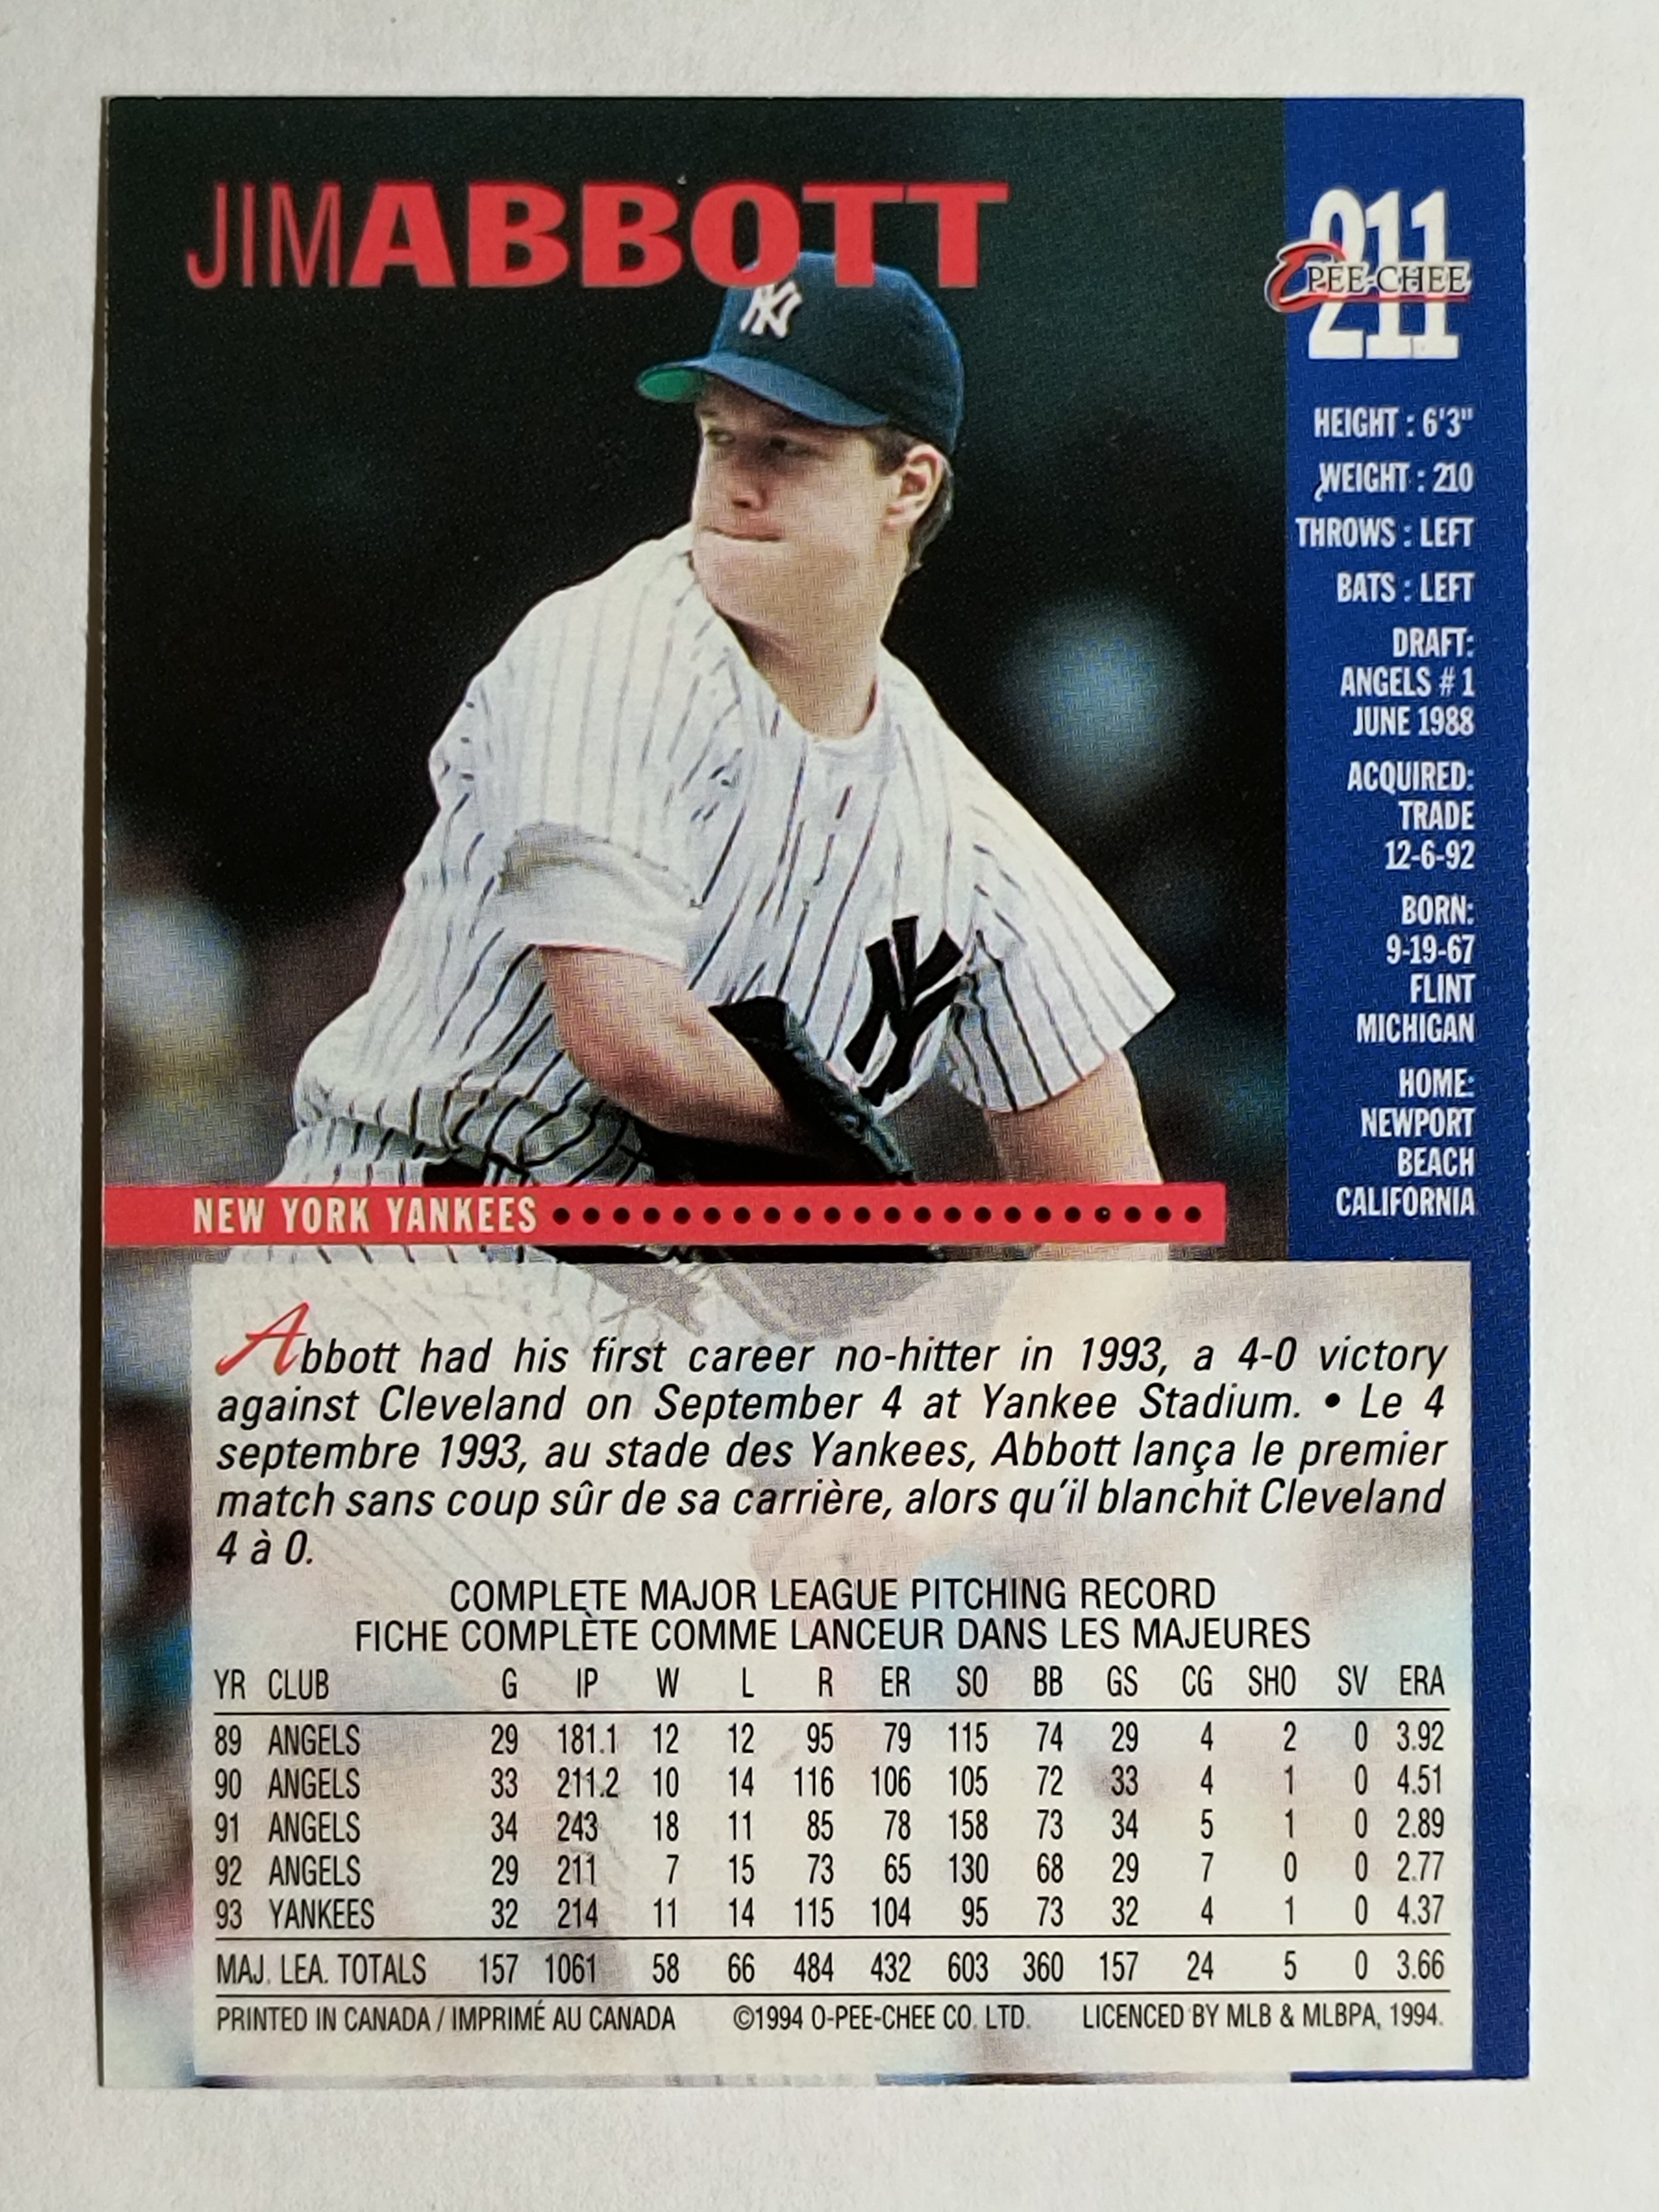 JIMABBOTT
211
O PEE-CHEE
HEIGHT : 6'3"
WEIGHT : 210
THROWS : LEFT
BATS : LEFT
DRAFT:
ANGELS # 1
JUNE 1988
ACQUIRED:
TRADE
12-6-92
BORN:
9-19-67
FLINT
MICHIGAN
HOME:
NEWPORT
BEACH
CALIFORNIA
NY
NY
NEW YORK YANKEES
Abbott had his first career no-hitter in 1993, a 4-0 victory
against Cleveland on September 4 at Yankee Stadium. • Le 4
septembre 1993, au stade des Yankees, Abbott lança le premier
match sans coup sûr de sa carrière, alors qu'il blanchit Cleveland
4 à 0.
COMPLETE MAJOR LEAGUE PITCHING RECORD
FICHE COMPLÈTE COMME LANCEUR DANS LES MAJEURES
YR CLUB G IP W L R ER SO BB GS CG SHO SV ERA
89 ANGELS 29 181.1 12 12 95 79 115 74 29 4 2 0 3.92
90 ANGELS 33 211.2 10 14 116 106 105 72 33 4 1 0 4.51
91 ANGELS 34 243 18 11 85 78 158 73 34 5 1 0 2.89
92 ANGELS 29 211 7 15 73 65 130 68 29 7 0 0 2.77
93 YANKEES 32 214 11 14 115 104 95 73 32 4 1 0 4.37
MAJ. LEA. TOTALS 157 1061 58 66 484 432 603 360 157 24 5 0 3.66
PRINTED IN CANADA / IMPRIMÉ AU CANADA ©1994 O-PEE-CHEE CO. LTD. LICENCED BY MLB & MLBPA, 1994.